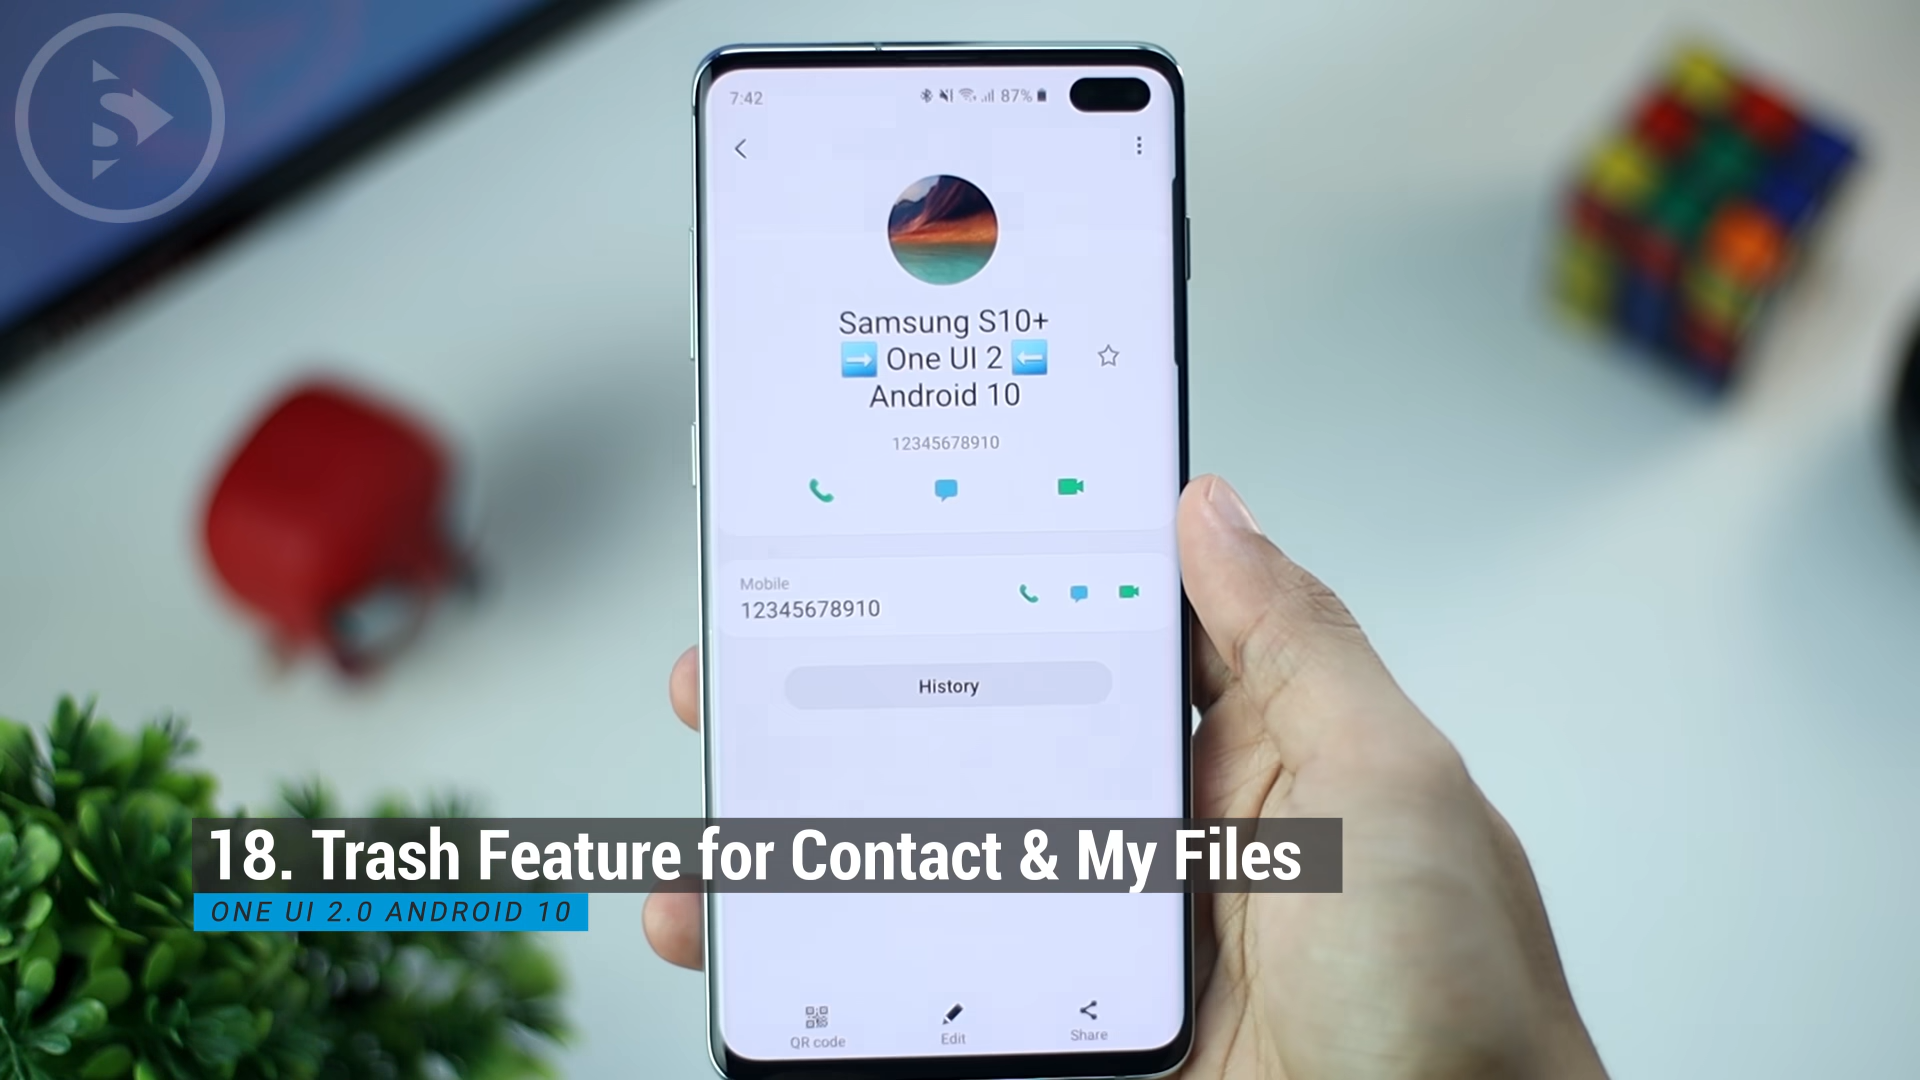 S
7:42
87%
Samsung S10+
➡️ One UI 2 ⬅️
Android 10
12345678910
Mobile
12345678910
History
18. Trash Feature for Contact & My Files
ONE UI 2.0 ANDROID 10
QR code
Edit
Share